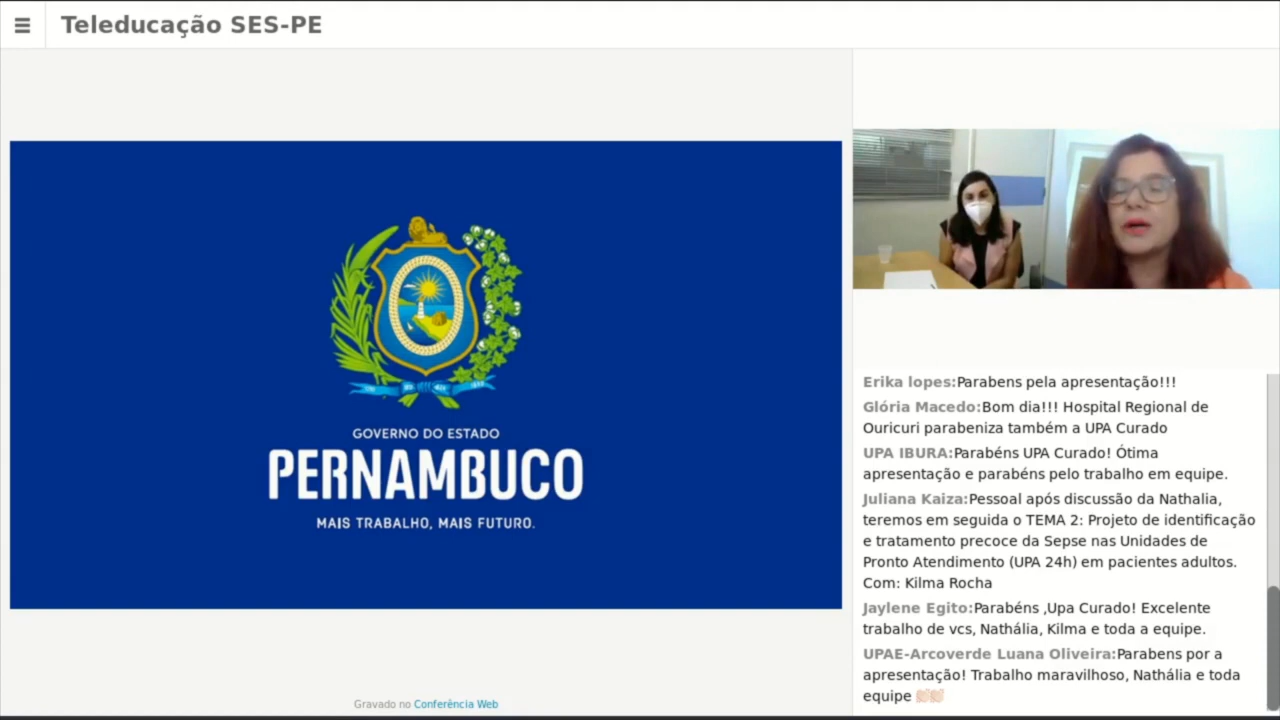 Teleducação SES-PE
GOVERNO DO ESTADO
PERNAMBUCO
MAIS TRABALHO, MAIS FUTURO.
Gravado no Conferência Web
Erika lopes:Parabens pela apresentação!!!
Glória Macedo:Bom dia!!! Hospital Regional de
Ouricuri parabeniza também a UPA Curado
UPA IBURA:Parabéns UPA Curado! Ótima
apresentação e parabéns pelo trabalho em equipe.
Juliana Kaiza:Pessoal após discussão da Nathalia,
teremos em seguida o TEMA 2: Projeto de identificação
e tratamento precoce da Sepse nas Unidades de
Pronto Atendimento (UPA 24h) em pacientes adultos.
Com: Kilma Rocha
Jaylene Egito:Parabéns ,Upa Curado! Excelente
trabalho de vcs, Nathália, Kilma e toda a equipe.
UPAE-Arcoverde Luana Oliveira:Parabens por a
apresentação! Trabalho maravilhoso, Nathália e toda
equipe 👏🏻👏🏻